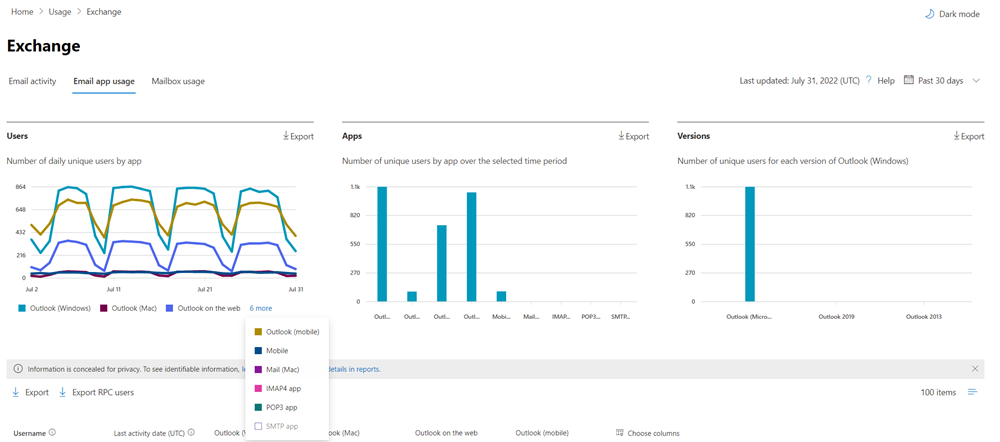 Home > Usage > Exchange
Dark mode
Exchange
Email activity Email app usage Mailbox usage
Last updated: July 31, 2022 (UTC) ? Help Past 30 days
Users Export
Number of daily unique users by app
864
648
432
216
0
Jul 2 Jul 11 Jul 21 Jul 31
Outlook (Windows) Outlook (Mac) Outlook on the web 6 more
Outlook (mobile)
Mobile
Mail (Mac)
IMAP4 app
POP3 app
SMTP app
Apps Export
Number of unique users by app over the selected time period
1.1k
820
550
270
0
Outl... Outl... Outl... Outl... Mobi... Mail... IMAP... POP3... SMTP...
Versions Export
Number of unique users for each version of Outlook (Windows)
1.1k
820
550
270
0
Outlook (Micro... Outlook 2019 Outlook 2013
Information is concealed for privacy. To see identifiable information, details in reports.
Export Export RPC users 100 items
Username Last activity date (UTC) Outlook (Mac) Outlook on the web Outlook (mobile) Choose columns